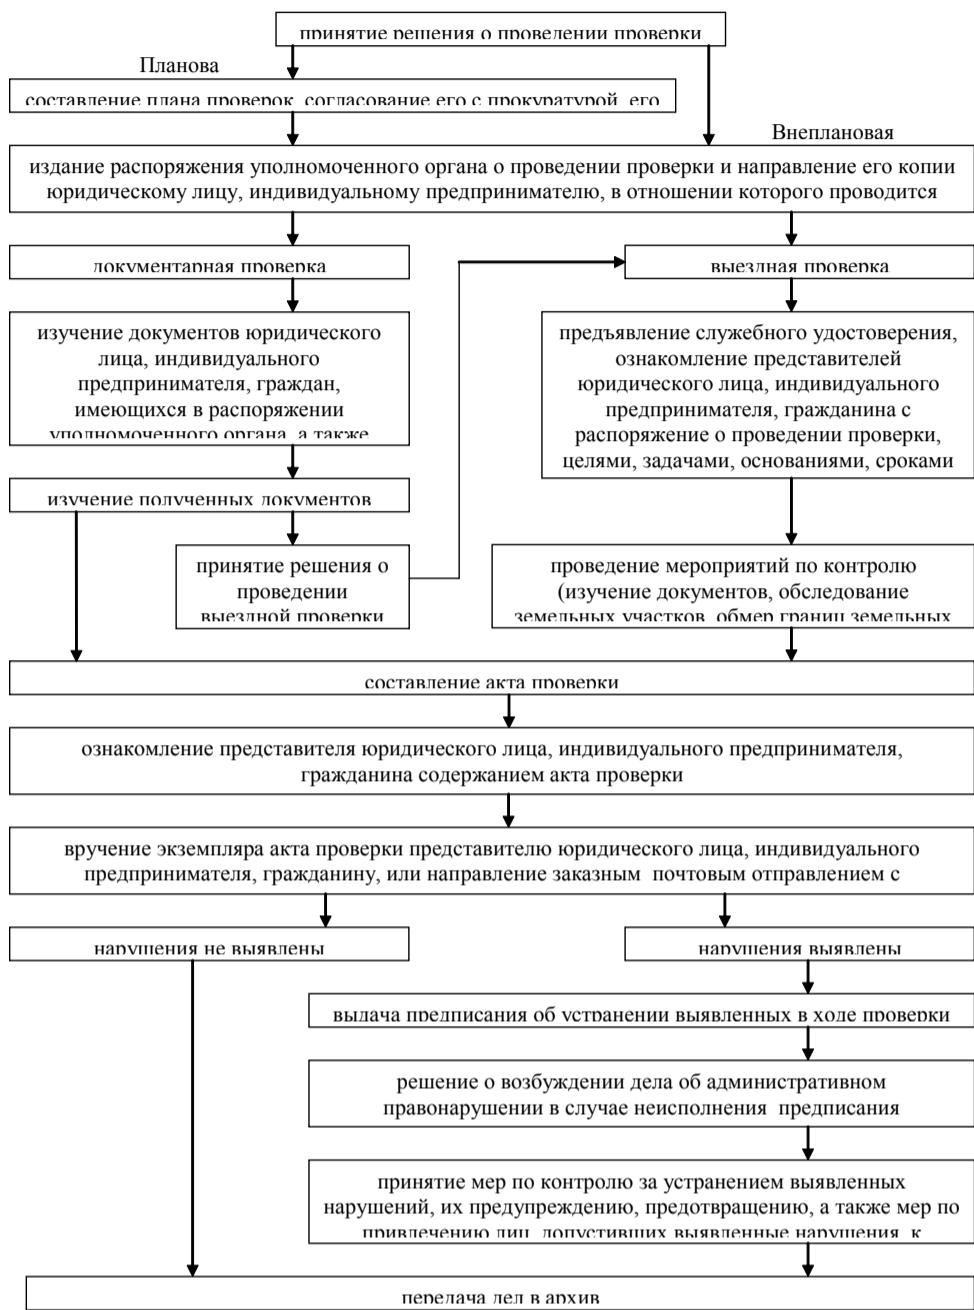 принятие решения о проведении проверки
Планова
составление плана проверок, согласование его с прокуратурой, его
Внеплановая
издание распоряжения уполномоченного органа о проведении проверки и направление его копии
юридическому лицу, индивидуальному предпринимателю, в отношении которого проводится
документарная проверка
выездная проверка
изучение документов юридического
лица, индивидуального
предпринимателя, граждан,
имеющихся в распоряжении
уполномоченного органа, а также
предъявление служебного удостоверения,
ознакомление представителей
юридического лица, индивидуального
предпринимателя, гражданина с
распоряжение о проведении проверки,
целями, задачами, основаниями, сроками
изучение полученных документов
принятие решения о
проведении
выездной проверки
проведение мероприятий по контролю
(изучение документов, обследование
земельных участков, обмер границ земельных
составление акта проверки
ознакомление представителя юридического лица, индивидуального предпринимателя,
гражданина содержанием акта проверки
вручение экземпляра акта проверки представителю юридического лица, индивидуального
предпринимателя, гражданину, или направление заказным почтовым отправлением с
нарушения не выявлены
нарушения выявлены
выдача предписания об устранении выявленных в ходе проверки
решение о возбуждении дела об административном
правонарушении в случае неисполнения предписания
принятие мер по контролю за устранением выявленных
нарушений, их предупреждению, предотвращению, а также мер по
привлечению лиц, допустивших выявленные нарушения, к
передача дел в архив